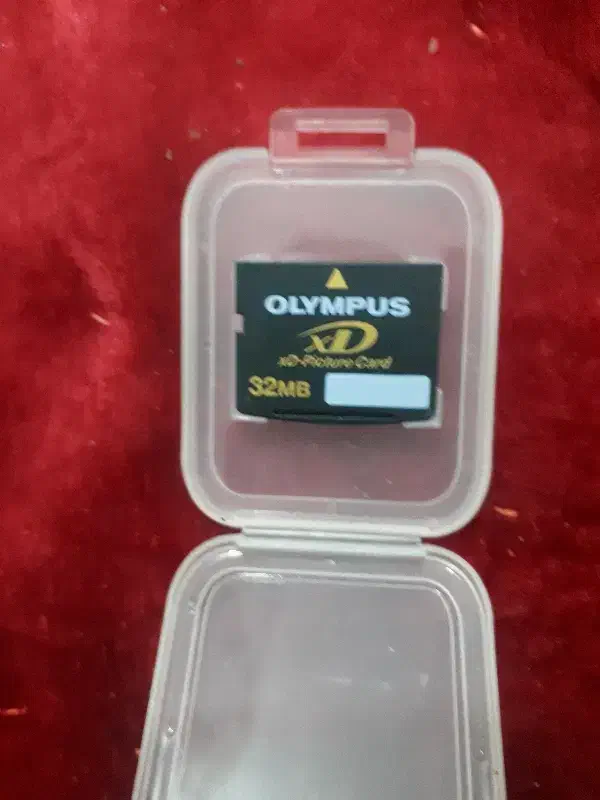 OLYMPUS
xD
xD-Picture Card
32MB